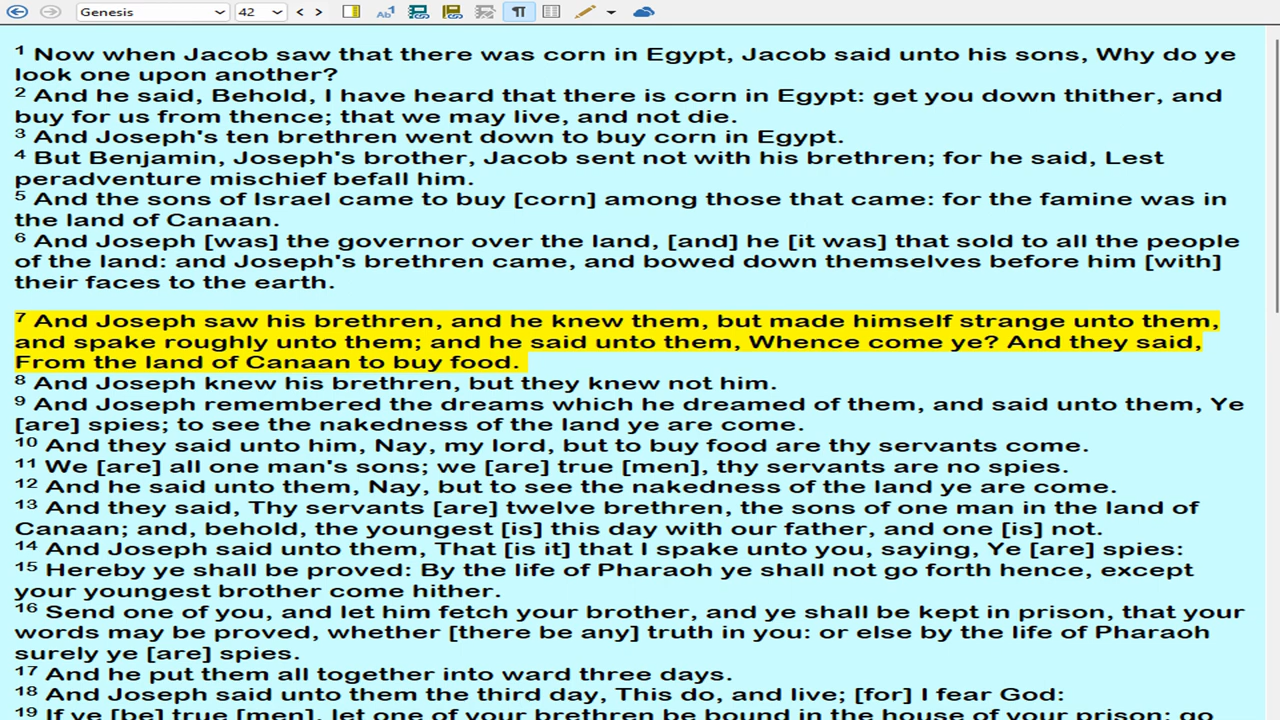 Genesis 42 < >
1 Now when Jacob saw that there was corn in Egypt, Jacob said unto his sons, Why do ye
look one upon another?
2 And he said, Behold, I have heard that there is corn in Egypt: get you down thither, and
buy for us from thence; that we may live, and not die.
3 And Joseph's ten brethren went down to buy corn in Egypt.
4 But Benjamin, Joseph's brother, Jacob sent not with his brethren; for he said, Lest
peradventure mischief befall him.
5 And the sons of Israel came to buy [corn] among those that came: for the famine was in
the land of Canaan.
6 And Joseph [was] the governor over the land, [and] he [it was] that sold to all the people
of the land: and Joseph's brethren came, and bowed down themselves before him [with]
their faces to the earth.
7 And Joseph saw his brethren, and he knew them, but made himself strange unto them,
and spake roughly unto them; and he said unto them, Whence come ye? And they said,
From the land of Canaan to buy food.
8 And Joseph knew his brethren, but they knew not him.
9 And Joseph remembered the dreams which he dreamed of them, and said unto them, Ye
[are] spies; to see the nakedness of the land ye are come.
10 And they said unto him, Nay, my lord, but to buy food are thy servants come.
11 We [are] all one man's sons; we [are] true [men], thy servants are no spies.
12 And he said unto them, Nay, but to see the nakedness of the land ye are come.
13 And they said, Thy servants [are] twelve brethren, the sons of one man in the land of
Canaan; and, behold, the youngest [is] this day with our father, and one [is] not.
14 And Joseph said unto them, That [is it] that I spake unto you, saying, Ye [are] spies:
15 Hereby ye shall be proved: By the life of Pharaoh ye shall not go forth hence, except
your youngest brother come hither.
16 Send one of you, and let him fetch your brother, and ye shall be kept in prison, that your
words may be proved, whether [there be any] truth in you: or else by the life of Pharaoh
surely ye [are] spies.
17 And he put them all together into ward three days.
18 And Joseph said unto them the third day, This do, and live; [for] I fear God:
19 If ye [be] true [men], let one of your brethren be bound in the house of your prison: go